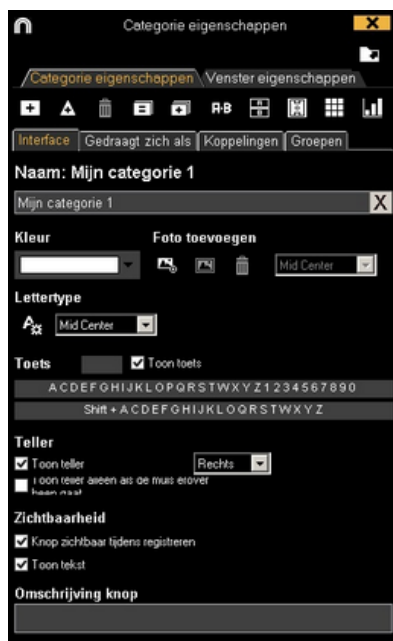 Categorie eigenschappen
X
Categorie eigenschappen Venster eigenschappen
A-B
Interface Gedraagt zich als Koppelingen Groepen
Naam: Mijn categorie 1
Mijn categorie 1 X
Kleur Foto toevoegen
Mid Center
Lettertype
Mid Center
Toets Toon toets
A C D E F G H I J K L O P Q R S T W X Y Z 1 2 3 4 5 6 7 8 9 0
Shift + A C D E F G H I J K L O Q R S T W X Y Z
Teller
Toon teller Rechts
Toon teller alleen als de muis erover
heen gaat
Zichtbaarheid
Knop zichtbaar tijdens registreren
Toon tekst
Omschrijving knop